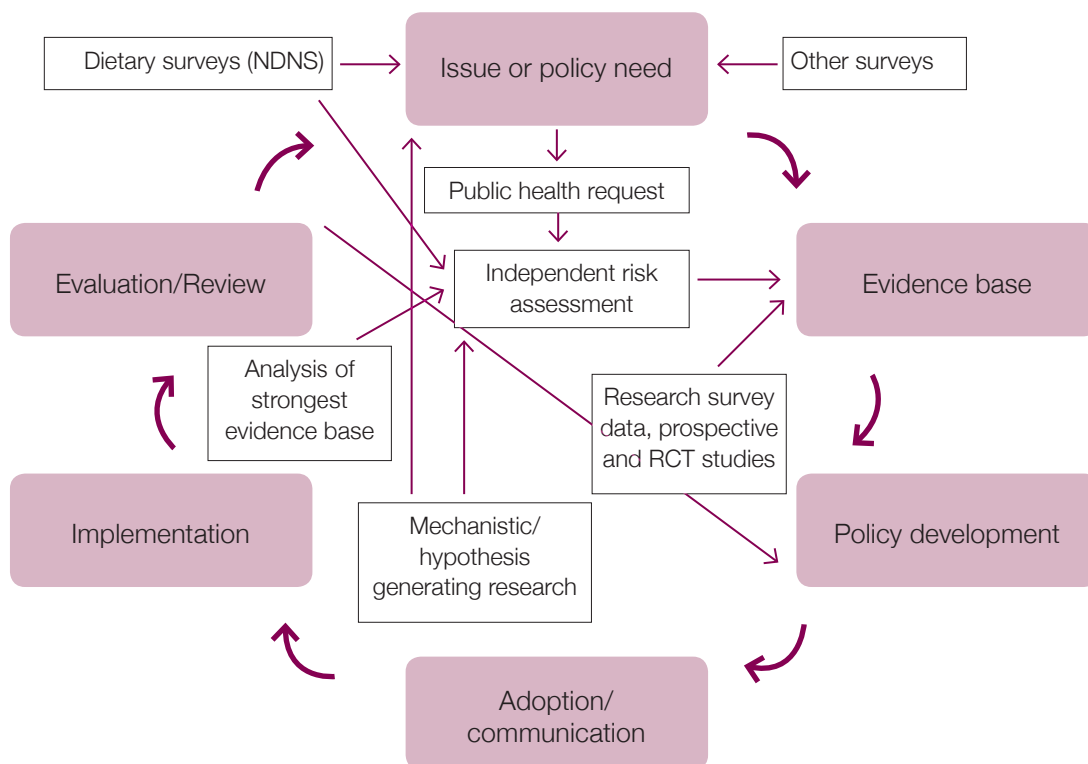 Dietary surveys (NDNS)
Issue or policy need
Other surveys
Public health request
Evaluation/Review
Independent risk
assessment
Evidence base
Analysis of
strongest
evidence base
Research survey
data, prospective
and RCT studies
Implementation
Mechanistic/
hypothesis
generating research
Policy development
Adoption/
communication